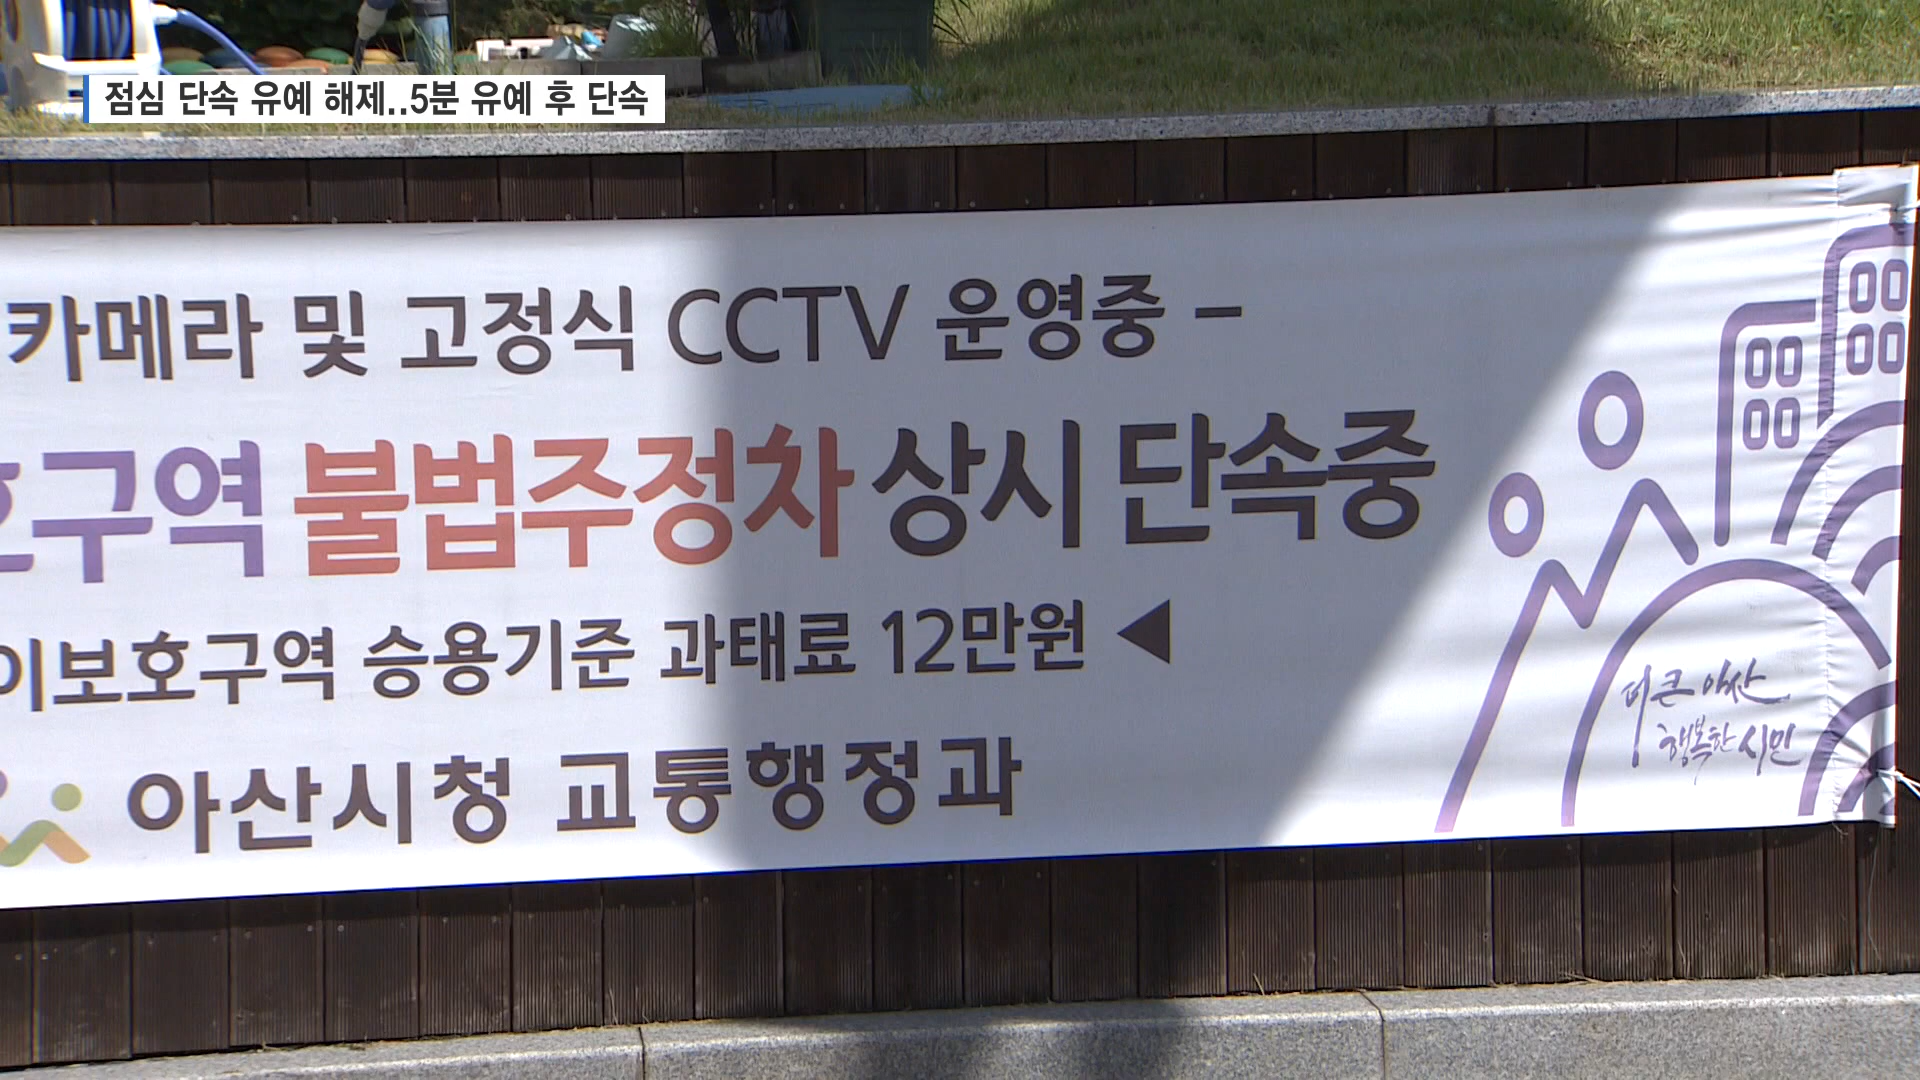 점심 단속 유예 해제..5분 유예 후 단속
카메라 및 고정식 CCTV 운영중 -
호구역 불법주정차 상시 단속중
이보호구역 승용기준 과태료 12만원 ◀
아산시청 교통행정과
더 큰 아산
행복한 시민